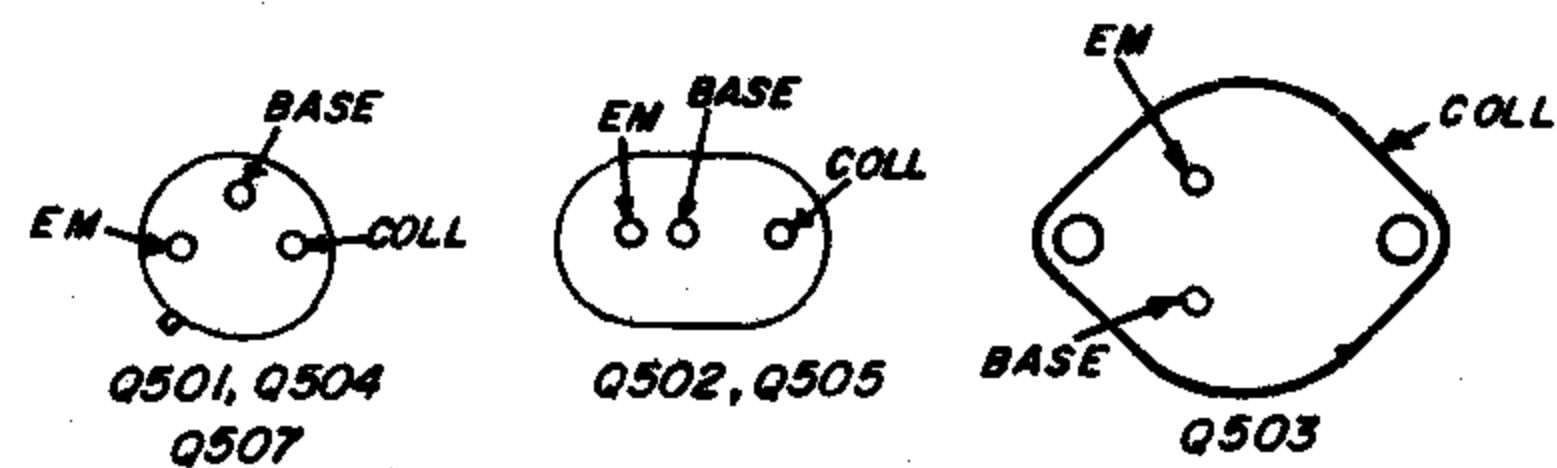 BASE
EM
COLL
Q501, Q504
Q507
EM
BASE
COLL
Q502, Q505
EM
COLL
BASE
Q503